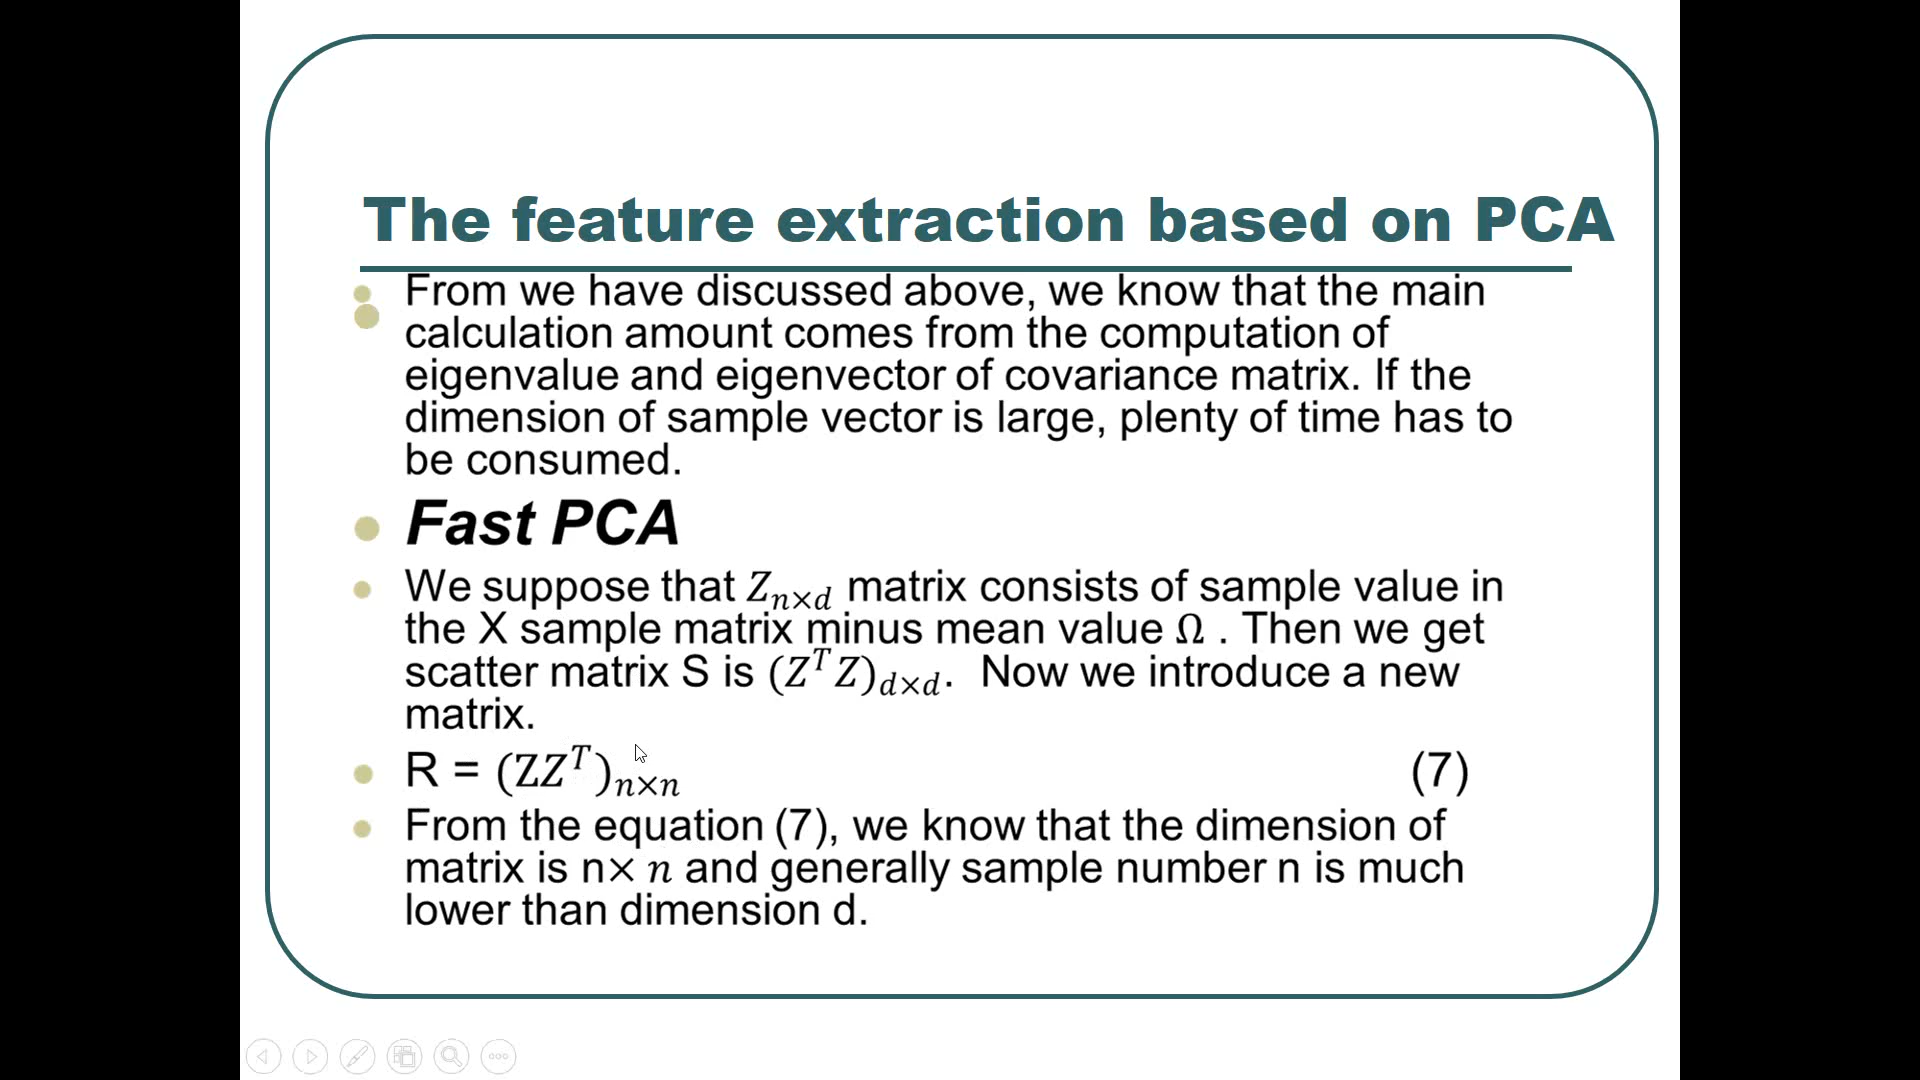 The feature extraction based on PCA
From we have discussed above, we know that the main
calculation amount comes from the computation of
eigenvalue and eigenvector of covariance matrix. If the
dimension of sample vector is large, plenty of time has to
be consumed.
Fast PCA
We suppose that 𝑍𝑛×𝑑 matrix consists of sample value in
the X sample matrix minus mean value Ω . Then we get
scatter matrix S is (𝑍^𝑇 𝑍)𝑑×𝑑. Now we introduce a new
matrix.
R = (Z𝑍^𝑇)𝑛×𝑛 (7)
From the equation (7), we know that the dimension of
matrix is n× 𝑛 and generally sample number n is much
lower than dimension d.